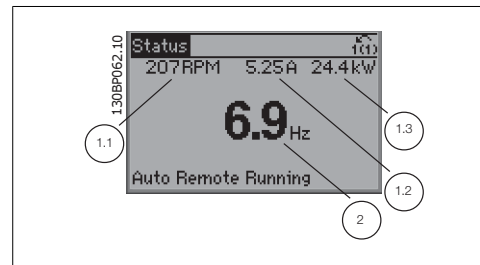 130BP062.10
Status
1(1)
207RPM 5.25A 24.4kW
6.9Hz
Auto Remote Running
1.1
1.3
1.2
2